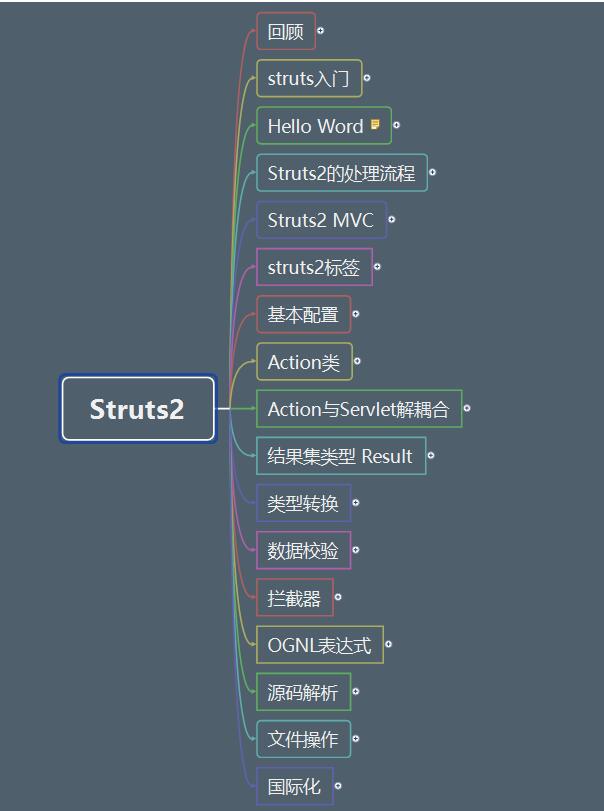 回顾
struts入门
Hello Word
Struts2的处理流程
Struts2 MVC
struts2标签
基本配置
Action类
Struts2
Action与Servlet解耦合
结果集类型 Result
类型转换
数据校验
拦截器
OGNL表达式
源码解析
文件操作
国际化